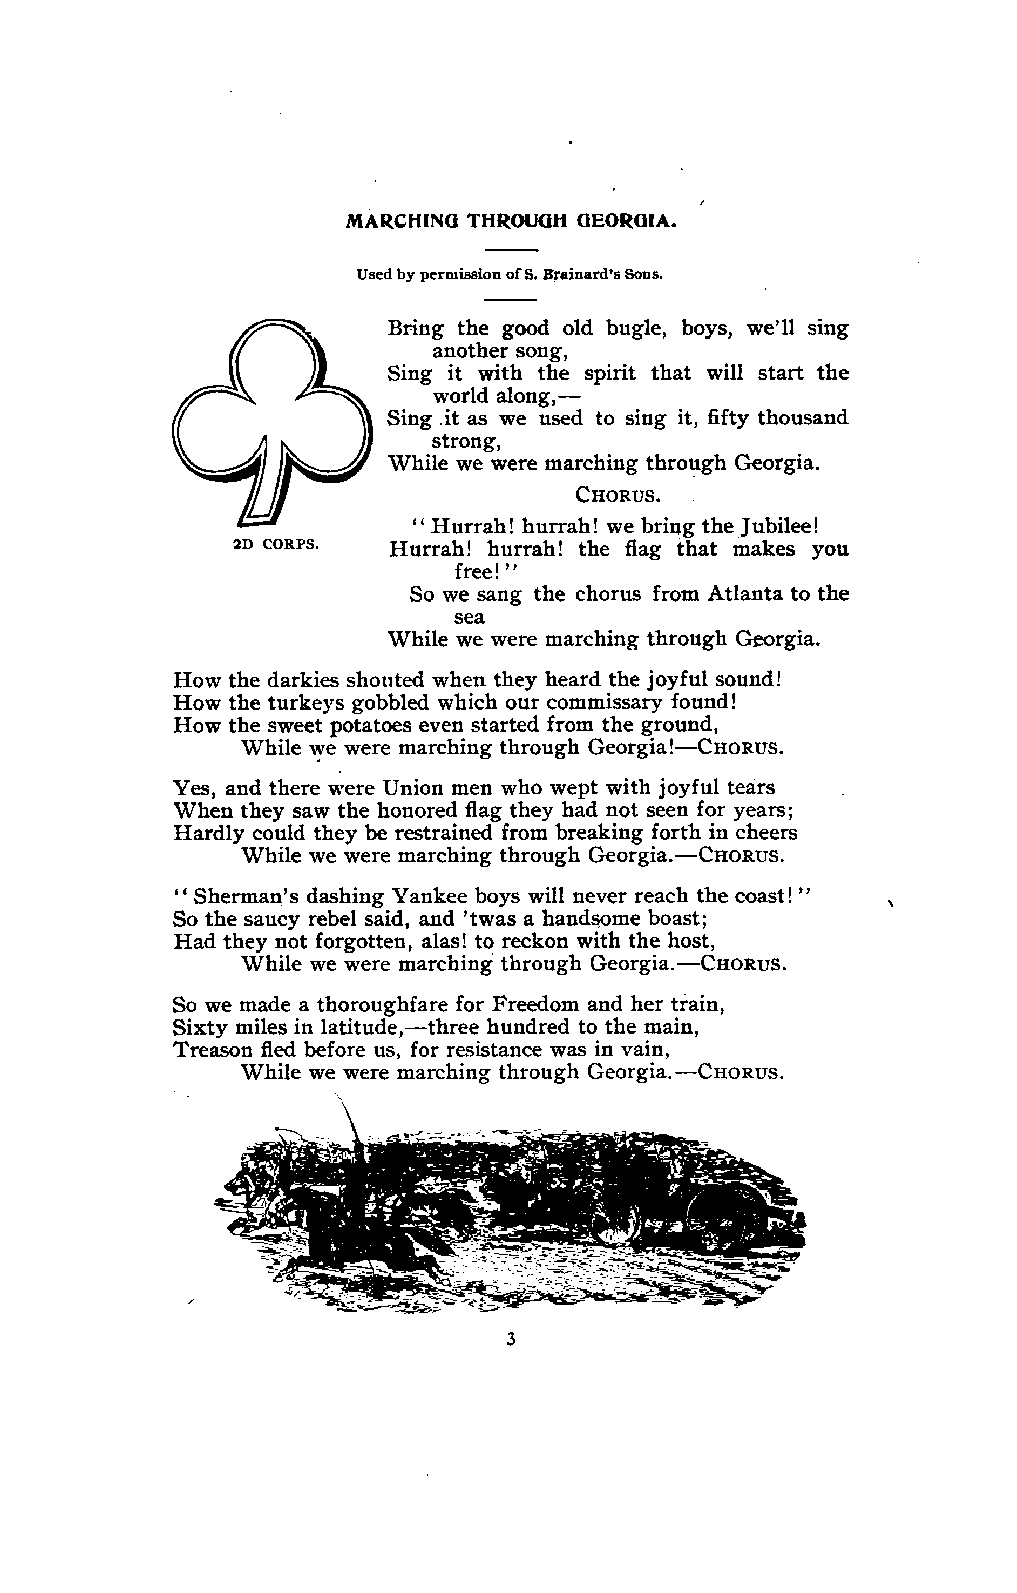 MARCHING THROUGH GEORGIA.
Used by permission of S. Brainard's Sons.
Bring the good old bugle, boys, we'll sing
another song,
Sing it with the spirit that will start the
world along,—
Sing it as we used to sing it, fifty thousand
strong,
While we were marching through Georgia.
CHORUS.
"Hurrah! hurrah! we bring the Jubilee!
Hurrah! hurrah! the flag that makes you
free!"
So we sang the chorus from Atlanta to the
sea
While we were marching through Georgia.
2D CORPS.
How the darkies shouted when they heard the joyful sound!
How the turkeys gobbled which our commissary found!
How the sweet potatoes even started from the ground,
While we were marching through Georgia!—CHORUS.
Yes, and there were Union men who wept with joyful tears
When they saw the honored flag they had not seen for years;
Hardly could they be restrained from breaking forth in cheers
While we were marching through Georgia.—CHORUS.
"Sherman's dashing Yankee boys will never reach the coast!"
So the saucy rebel said, and 'twas a handsome boast;
Had they not forgotten, alas! to reckon with the host,
While we were marching through Georgia.—CHORUS.
So we made a thoroughfare for Freedom and her train,
Sixty miles in latitude,—three hundred to the main,
Treason fled before us, for resistance was in vain,
While we were marching through Georgia.—CHORUS.
3